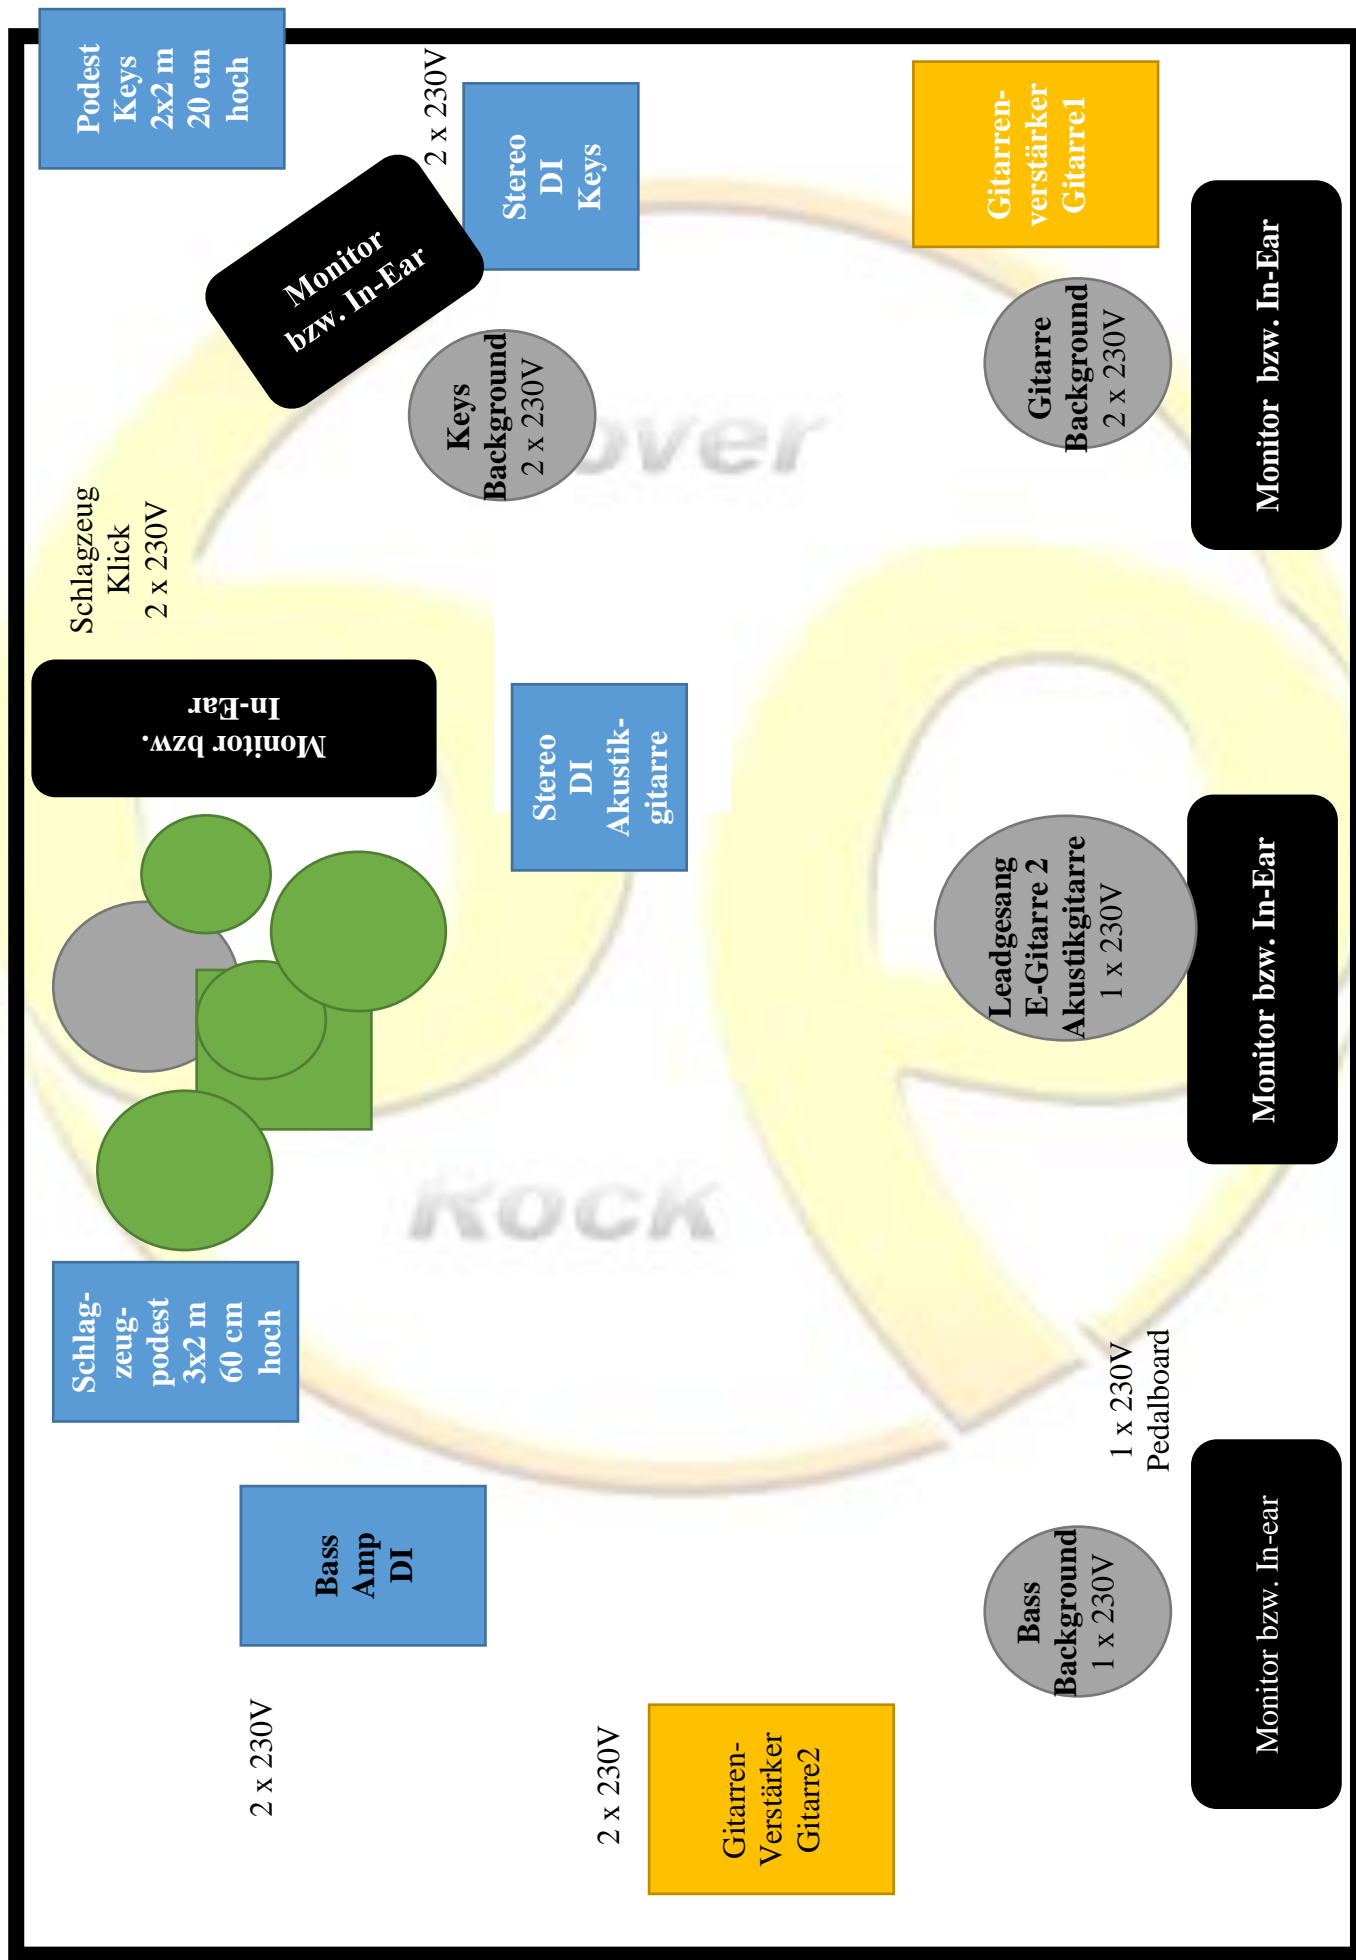 Schlag-
zeug-
podest
3x2 m
60 cm
hoch
Monitor bzw.
In-Ear
Schlagzeug
Klick
2 x 230V
Podest
Keys
2x2 m
20 cm
hoch
2 x 230V
Bass
Amp
DI
Monitor
bzw. In-Ear
2 x 230V
Keys
Background
2 x 230V
Stereo
DI
Keys
Stereo
DI
Akustik-
gitarre
over
Rock
2 x 230V
Gitarren-
Verstärker
Gitarre2
Gitarren-
verstärker
Gitarre1
Bass
Background
1 x 230V
1 x 230V
Pedalboard
Leadgesang
E-Gitarre 2
Akustikgitarre
1 x 230V
Gitarre
Background
2 x 230V
Monitor bzw. In-ear
Monitor bzw. In-Ear
Monitor bzw. In-Ear